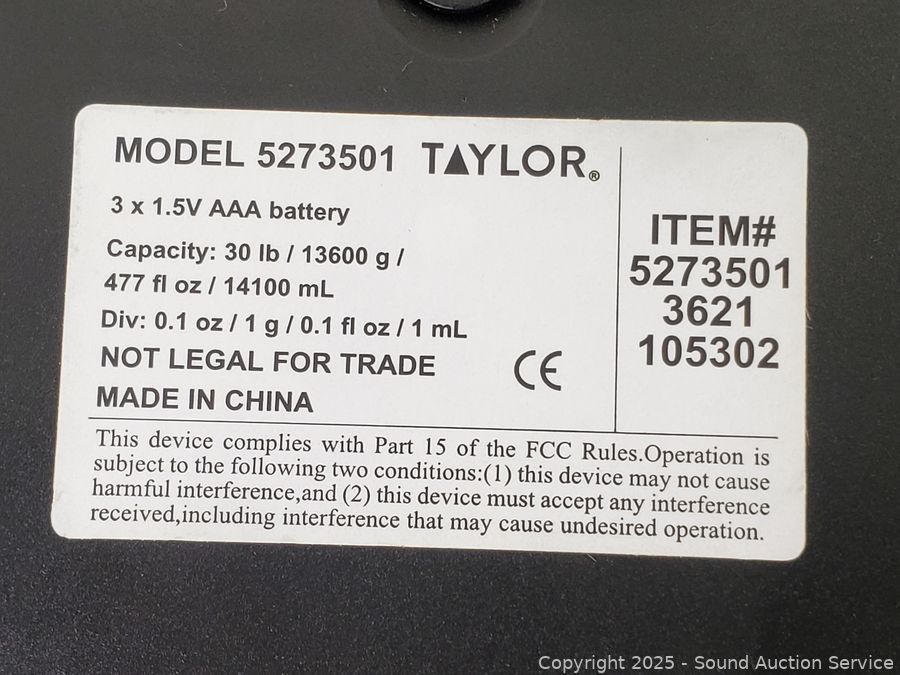 MODEL 5273501 TAYLOR®
3 x 1.5V AAA battery
Capacity: 30 lb / 13600 g /
477 fl oz / 14100 mL
Div: 0.1 oz / 1 g / 0.1 fl oz / 1 mL
NOT LEGAL FOR TRADE
CE
MADE IN CHINA
ITEM#
5273501
3621
105302
This device complies with Part 15 of the FCC Rules.Operation is
subject to the following two conditions:(1) this device may not cause
harmful interference,and (2) this device must accept any interference
received,including interference that may cause undesired operation.
Copyright 2025 - Sound Auction Service